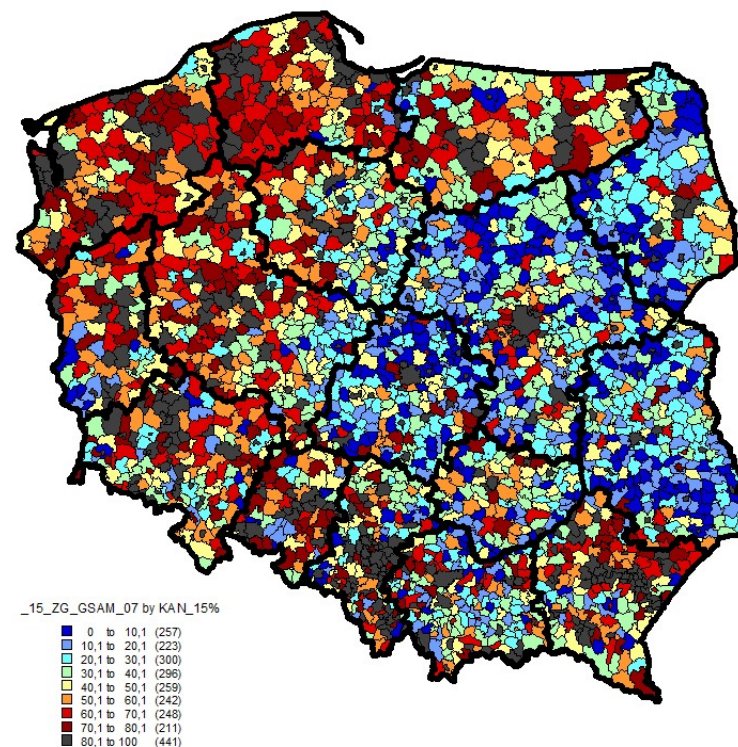 _15_ZG_GSAM_07 by KAN_15%
0 to 10,1 (257)
10,1 to 20,1 (223)
20,1 to 30,1 (300)
30,1 to 40,1 (296)
40,1 to 50,1 (259)
50,1 to 60,1 (242)
60,1 to 70,1 (248)
70,1 to 80,1 (211)
80,1 to 100 (441)